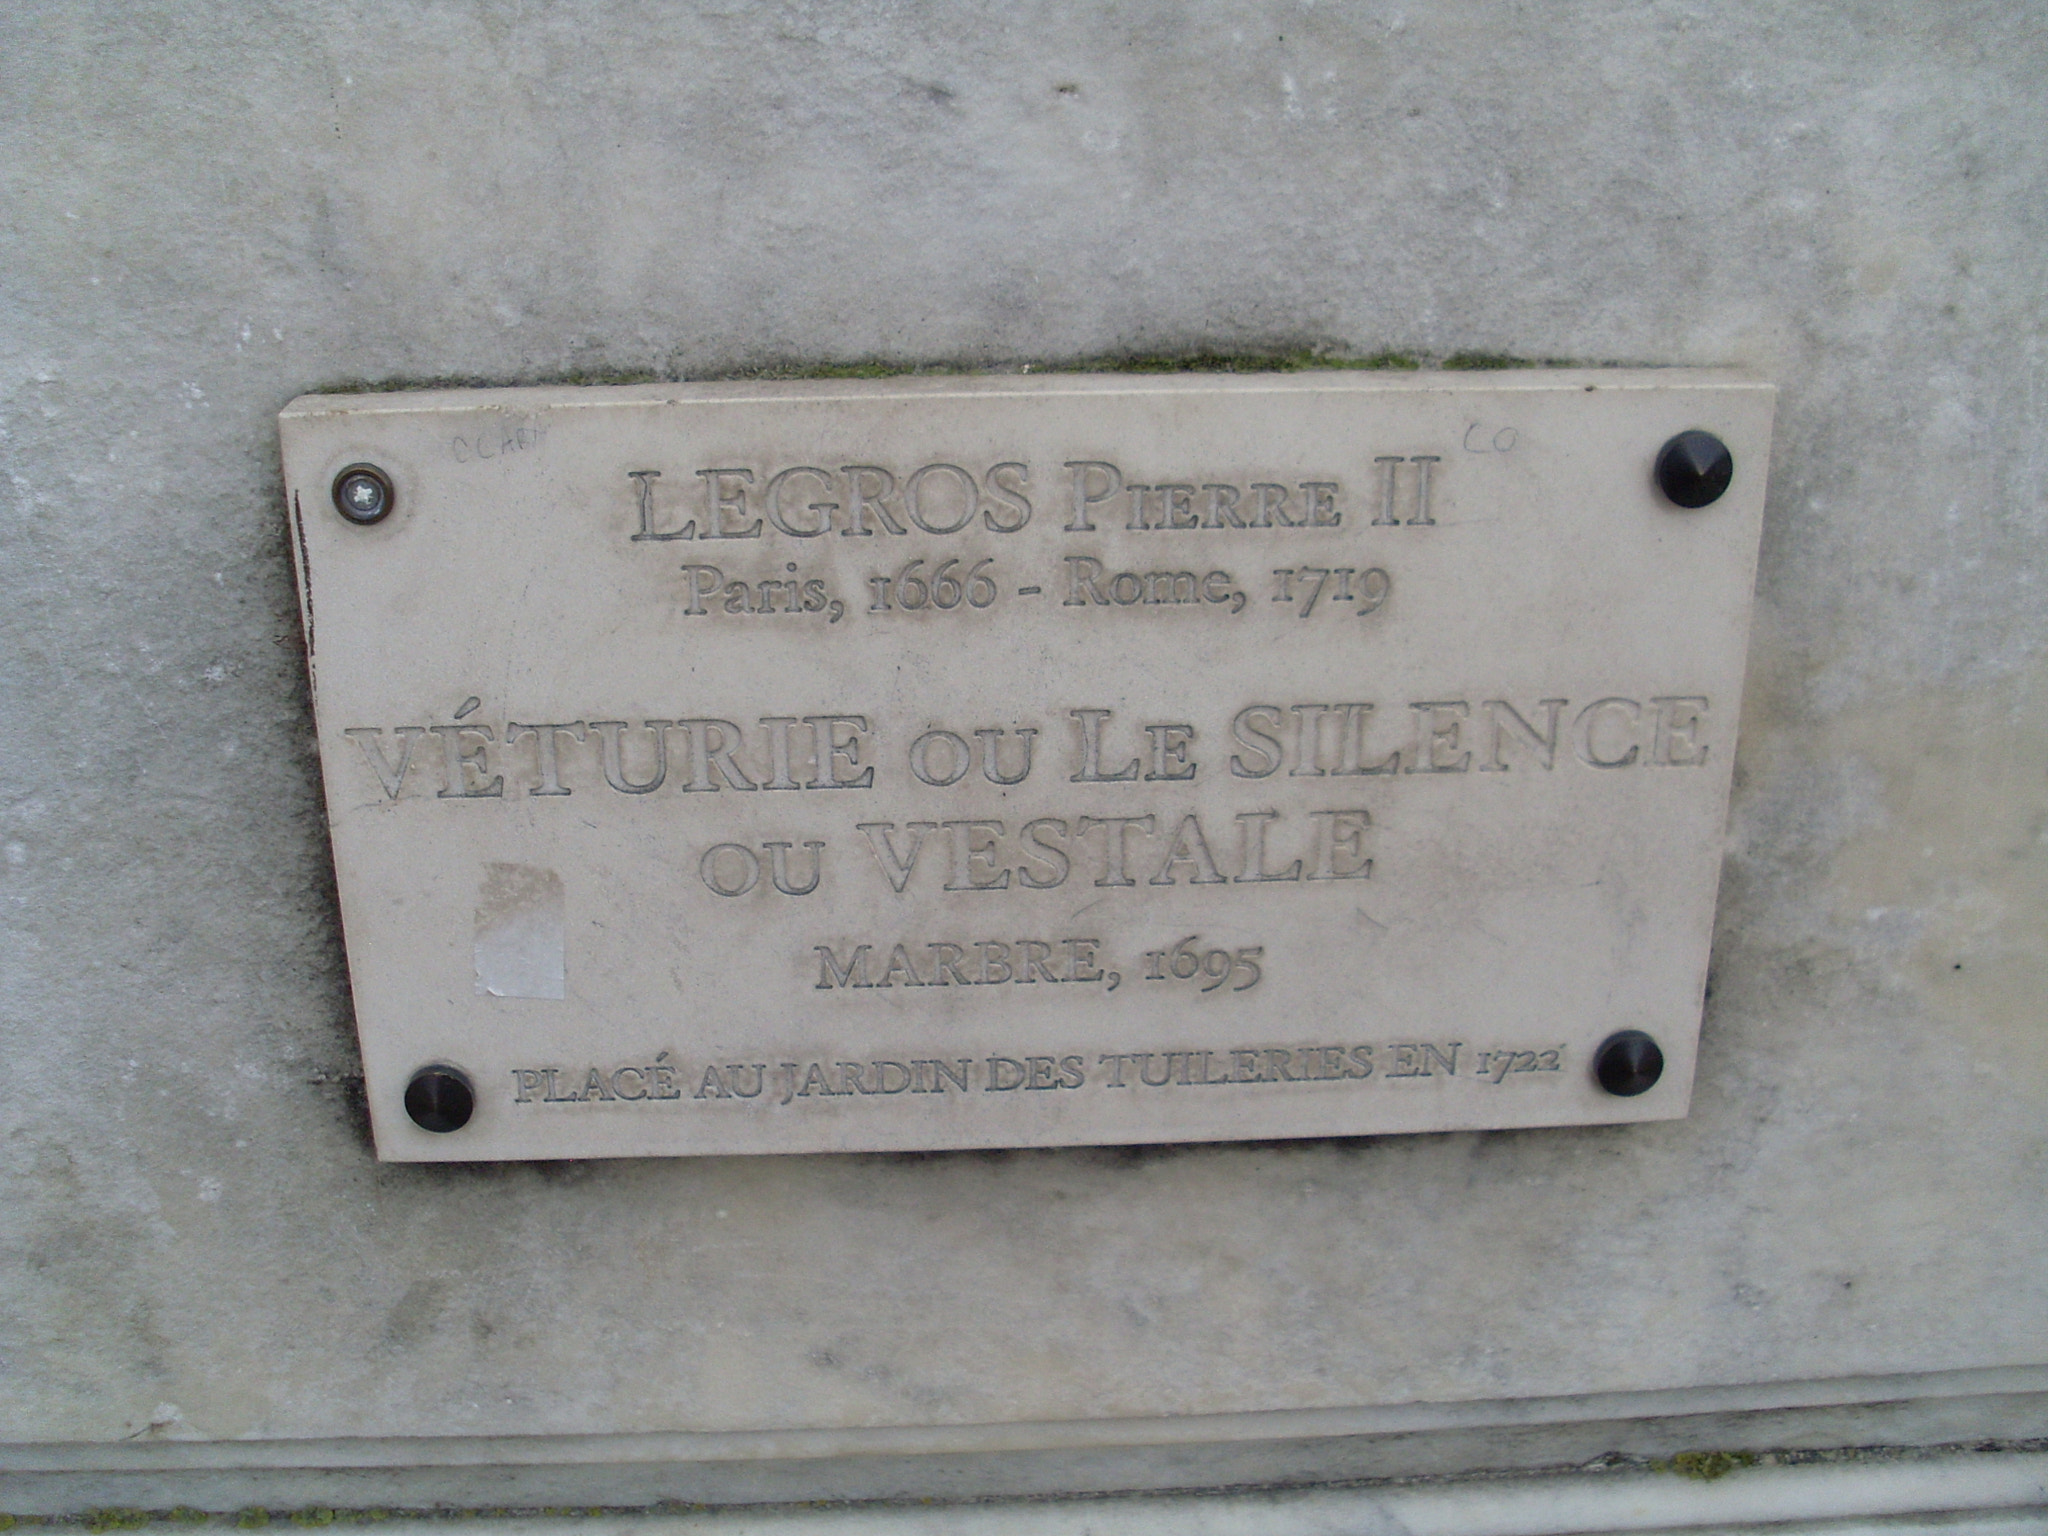 LEGROS PIERRE II
Paris, 1666 - Rome, 1719
VÉTURIE OU LE SILENCE
OU VESTALE
MARBRE, 1695
PLACÉ AU JARDIN DES TUILERIES EN 1722